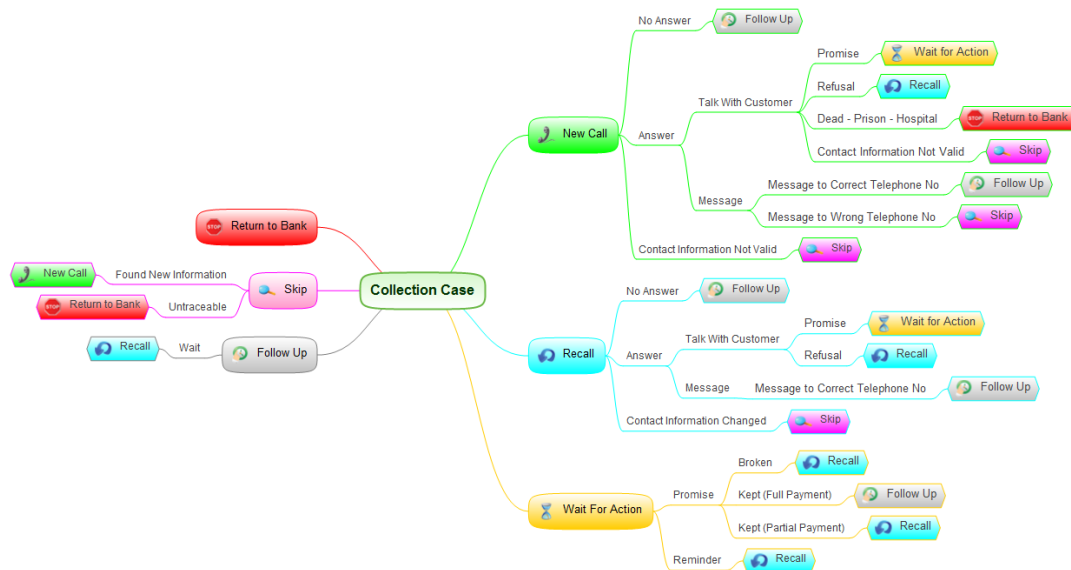 Collection Case
New Call
No Answer
Follow Up
Answer
Talk With Customer
Promise
Wait for Action
Refusal
Recall
Dead - Prison - Hospital
STOP
Return to Bank
Contact Information Not Valid
Skip
Message
Message to Correct Telephone No
Follow Up
Message to Wrong Telephone No
Skip
Contact Information Not Valid
Skip
Recall
No Answer
Follow Up
Answer
Talk With Customer
Promise
Wait for Action
Refusal
Recall
Message
Message to Correct Telephone No
Follow Up
Contact Information Changed
Skip
Wait For Action
Promise
Broken
Recall
Kept (Full Payment)
Follow Up
Kept (Partial Payment)
Recall
Reminder
Recall
STOP
Return to Bank
Skip
Found New Information
New Call
Untraceable
STOP
Return to Bank
Follow Up
Wait
Recall